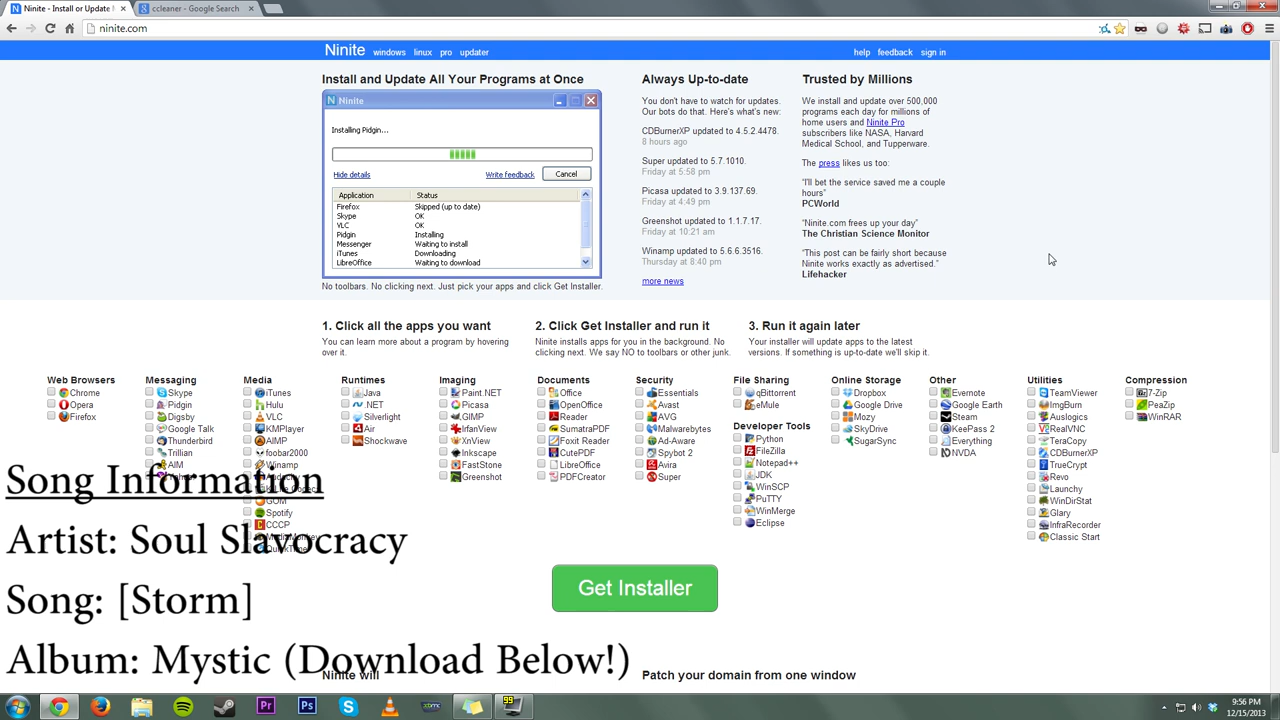 Ninite - Install or Update M
ccleaner - Google Search
ninite.com
Ninite windows linux pro updater
help feedback sign in
Install and Update All Your Programs at Once
Ninite
Installing Pidgin...
Hide details
Write feedback
Cancel
Application Status
Firefox Skipped (up to date)
Skype OK
VLC OK
Pidgin Installing
Messenger Waiting to install
iTunes Downloading
LibreOffice Waiting to download
No toolbars. No clicking next. Just pick your apps and click Get Installer.
Always Up-to-date
You don't have to watch for updates.
Our bots do that. Here's what's new:
CDBurnerXP updated to 4.5.2.4478.
8 hours ago
Super updated to 5.7.1010.
Friday at 5:58 pm
Picasa updated to 3.9.137.69.
Friday at 4:49 pm
Greenshot updated to 1.1.7.17.
Friday at 10:21 am
Winamp updated to 5.6.6.3516.
Thursday at 8:40 pm
more news
Trusted by Millions
We install and update over 500,000
programs each day for millions of
home users and Ninite Pro
subscribers like NASA, Harvard
Medical School, and Tupperware.
The press likes us too:
"I'll bet the service saved me a couple
hours"
PCWorld
"Ninite.com frees up your day"
The Christian Science Monitor
"This post can be fairly short because
Ninite works exactly as advertised."
Lifehacker
1. Click all the apps you want
You can learn more about a program by hovering
over it.
2. Click Get Installer and run it
Ninite installs apps for you in the background. No
clicking next. We say NO to toolbars or other junk.
3. Run it again later
Your installer will update apps to the latest
versions. If something is up-to-date we'll skip it.
Web Browsers
Chrome
Opera
Firefox
Messaging
Skype
Pidgin
Digsby
Google Talk
Thunderbird
Trillian
AIM
Media
iTunes
Hulu
VLC
KMPlayer
AIMP
foobar2000
Winamp
GOM
Spotify
CCCP
MediaMonkey
QuickTime
Runtimes
Java
.NET
Silverlight
Air
Shockwave
Imaging
Paint.NET
Picasa
GIMP
IrfanView
XnView
Inkscape
FastStone
Greenshot
Documents
Office
OpenOffice
Reader
SumatraPDF
Foxit Reader
CutePDF
LibreOffice
PDFCreator
Security
Essentials
Avast
AVG
Malwarebytes
Ad-Aware
Spybot 2
Avira
Super
File Sharing
qBittorrent
eMule
Developer Tools
Python
FileZilla
Notepad++
JDK
WinSCP
PuTTY
WinMerge
Eclipse
Online Storage
Dropbox
Google Drive
Mozy
SkyDrive
SugarSync
Other
Evernote
Google Earth
Steam
KeePass 2
Everything
NVDA
Utilities
TeamViewer
ImgBurn
Auslogics
RealVNC
TeraCopy
CDBurnerXP
TrueCrypt
Revo
Launchy
WinDirStat
Glary
InfraRecorder
Classic Start
Compression
7-Zip
PeaZip
WinRAR
Get Installer
Song Information
Artist: Soul Slavocracy
Song: [Storm]
Album: Mystic (Download Below!)
Ninite will
Patch your domain from one window
99
9:56 PM
12/15/2013